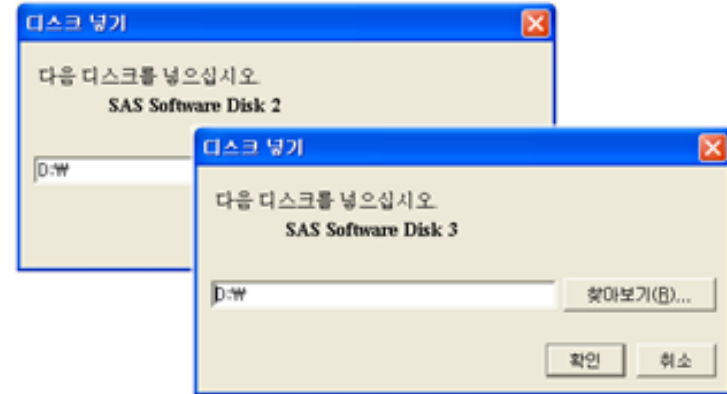 디스크 넣기
다음 디스크를 넣으십시오.
SAS Software Disk 2
D:₩
디스크 넣기
다음 디스크를 넣으십시오.
SAS Software Disk 3
D:₩
찾아보기(R)...
확인
취소